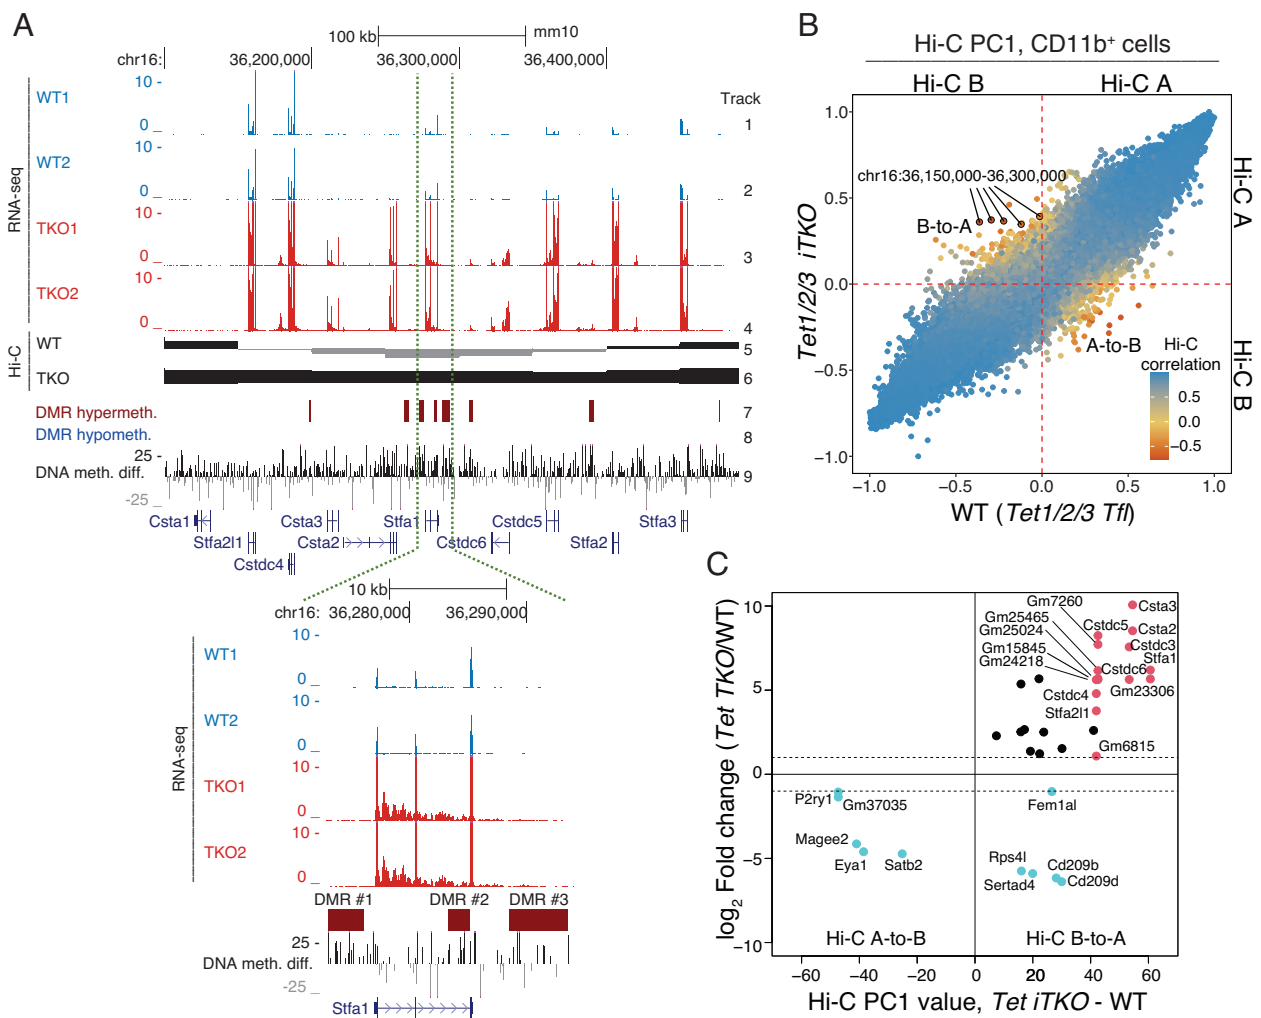 A
100 kb
mm10
chr16:
36,200,000
36,300,000
36,400,000
Track
RNA-seq
WT1
10 -
0 _
1
WT2
10 -
0 _
2
TKO1
10 -
0 _
3
TKO2
10 -
0 _
4
Hi-C
WT
5
TKO
6
DMR hypermeth.
7
DMR hypometh.
8
25 -
DNA meth. diff.
9
-25 _
Csta1
Csta3
Stfa1
Cstdc5
Stfa3
Stfa2l1
Csta2
Cstdc6
Stfa2
Cstdc4
10 kb
chr16:
36,280,000
36,290,000
RNA-seq
WT1
10 -
0 _
WT2
10 -
0 _
TKO1
10 -
0 _
TKO2
10 -
0 _
DMR #1
DMR #2
DMR #3
25 -
DNA meth. diff.
-25 _
Stfa1
B
Hi-C PC1, CD11b+ cells
Hi-C B
Hi-C A
Tet1/2/3 iTKO
1.0
0.5
0.0
−0.5
−1.0
chr16:36,150,000-36,300,000
B-to-A
A-to-B
Hi-C
correlation
0.5
0.0
−0.5
Hi-C A
Hi-C B
−1.0
−0.5
0.0
0.5
1.0
WT (Tet1/2/3 Tfl)
C
log2 Fold change (Tet TKO/WT)
10
5
0
−5
−10
Gm7260
Csta3
Gm25465
Cstdc5
Csta2
Gm25024
Cstdc3
Gm15845
Stfa1
Gm24218
Cstdc6
Cstdc4
Gm23306
Stfa2l1
Gm6815
P2ry1
Gm37035
Fem1al
Magee2
Eya1
Satb2
Rps4l
Cd209b
Sertad4
Cd209d
Hi-C A-to-B
Hi-C B-to-A
−60
−40
−20
0
20
40
60
Hi-C PC1 value, Tet iTKO - WT